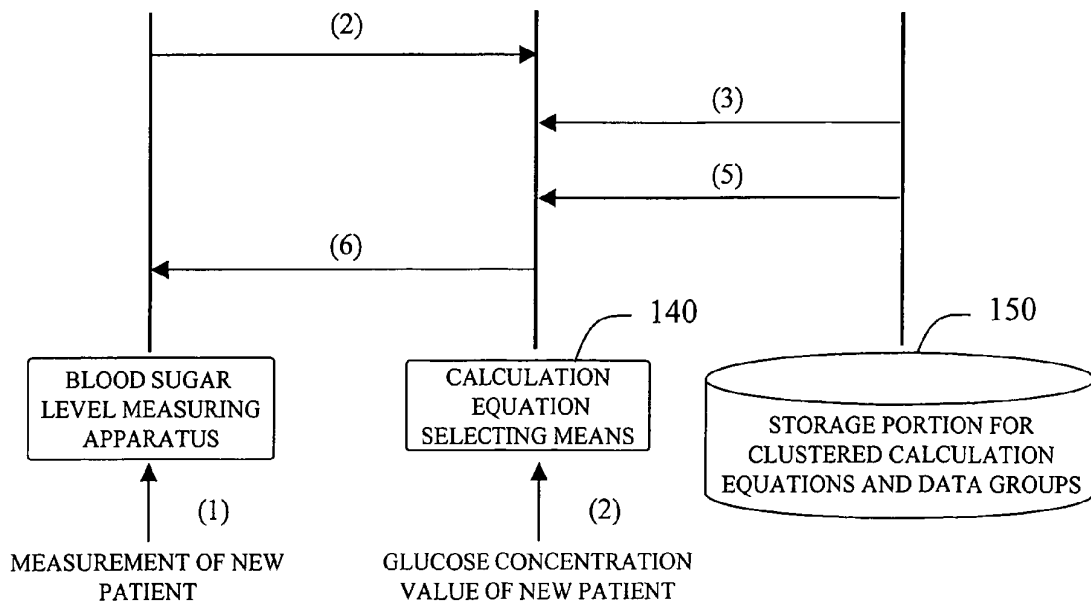 (2)
(3)
(5)
(6)
140
150
BLOOD SUGAR
LEVEL MEASURING
APPARATUS
CALCULATION
EQUATION
SELECTING MEANS
STORAGE PORTION FOR
CLUSTERED CALCULATION
EQUATIONS AND DATA GROUPS
(1)
(2)
MEASUREMENT OF NEW
PATIENT
GLUCOSE CONCENTRATION
VALUE OF NEW PATIENT